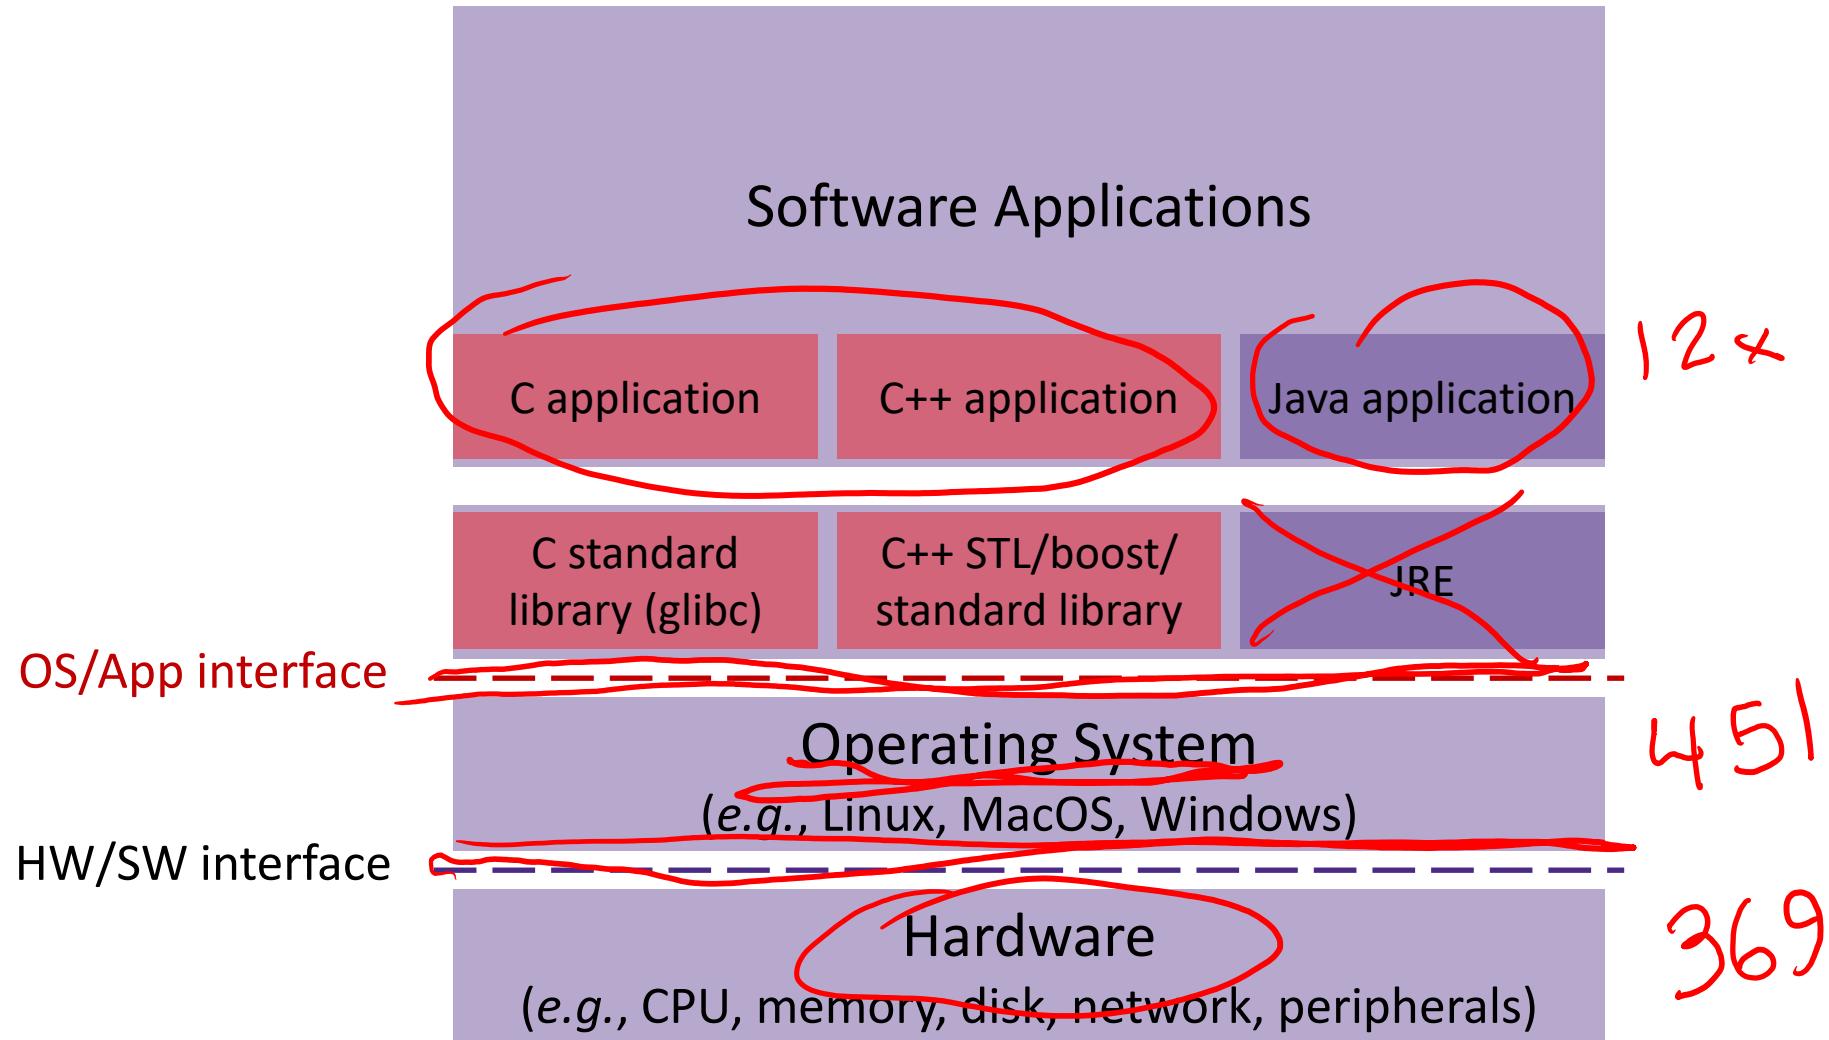 Software Applications
C application
C++ application
Java application
12x
C standard
library (glibc)
C++ STL/boost/
standard library
JRE
OS/App interface
Operating System
(e.g., Linux, MacOS, Windows)
451
HW/SW interface
Hardware
(e.g., CPU, memory, disk, network, peripherals)
369